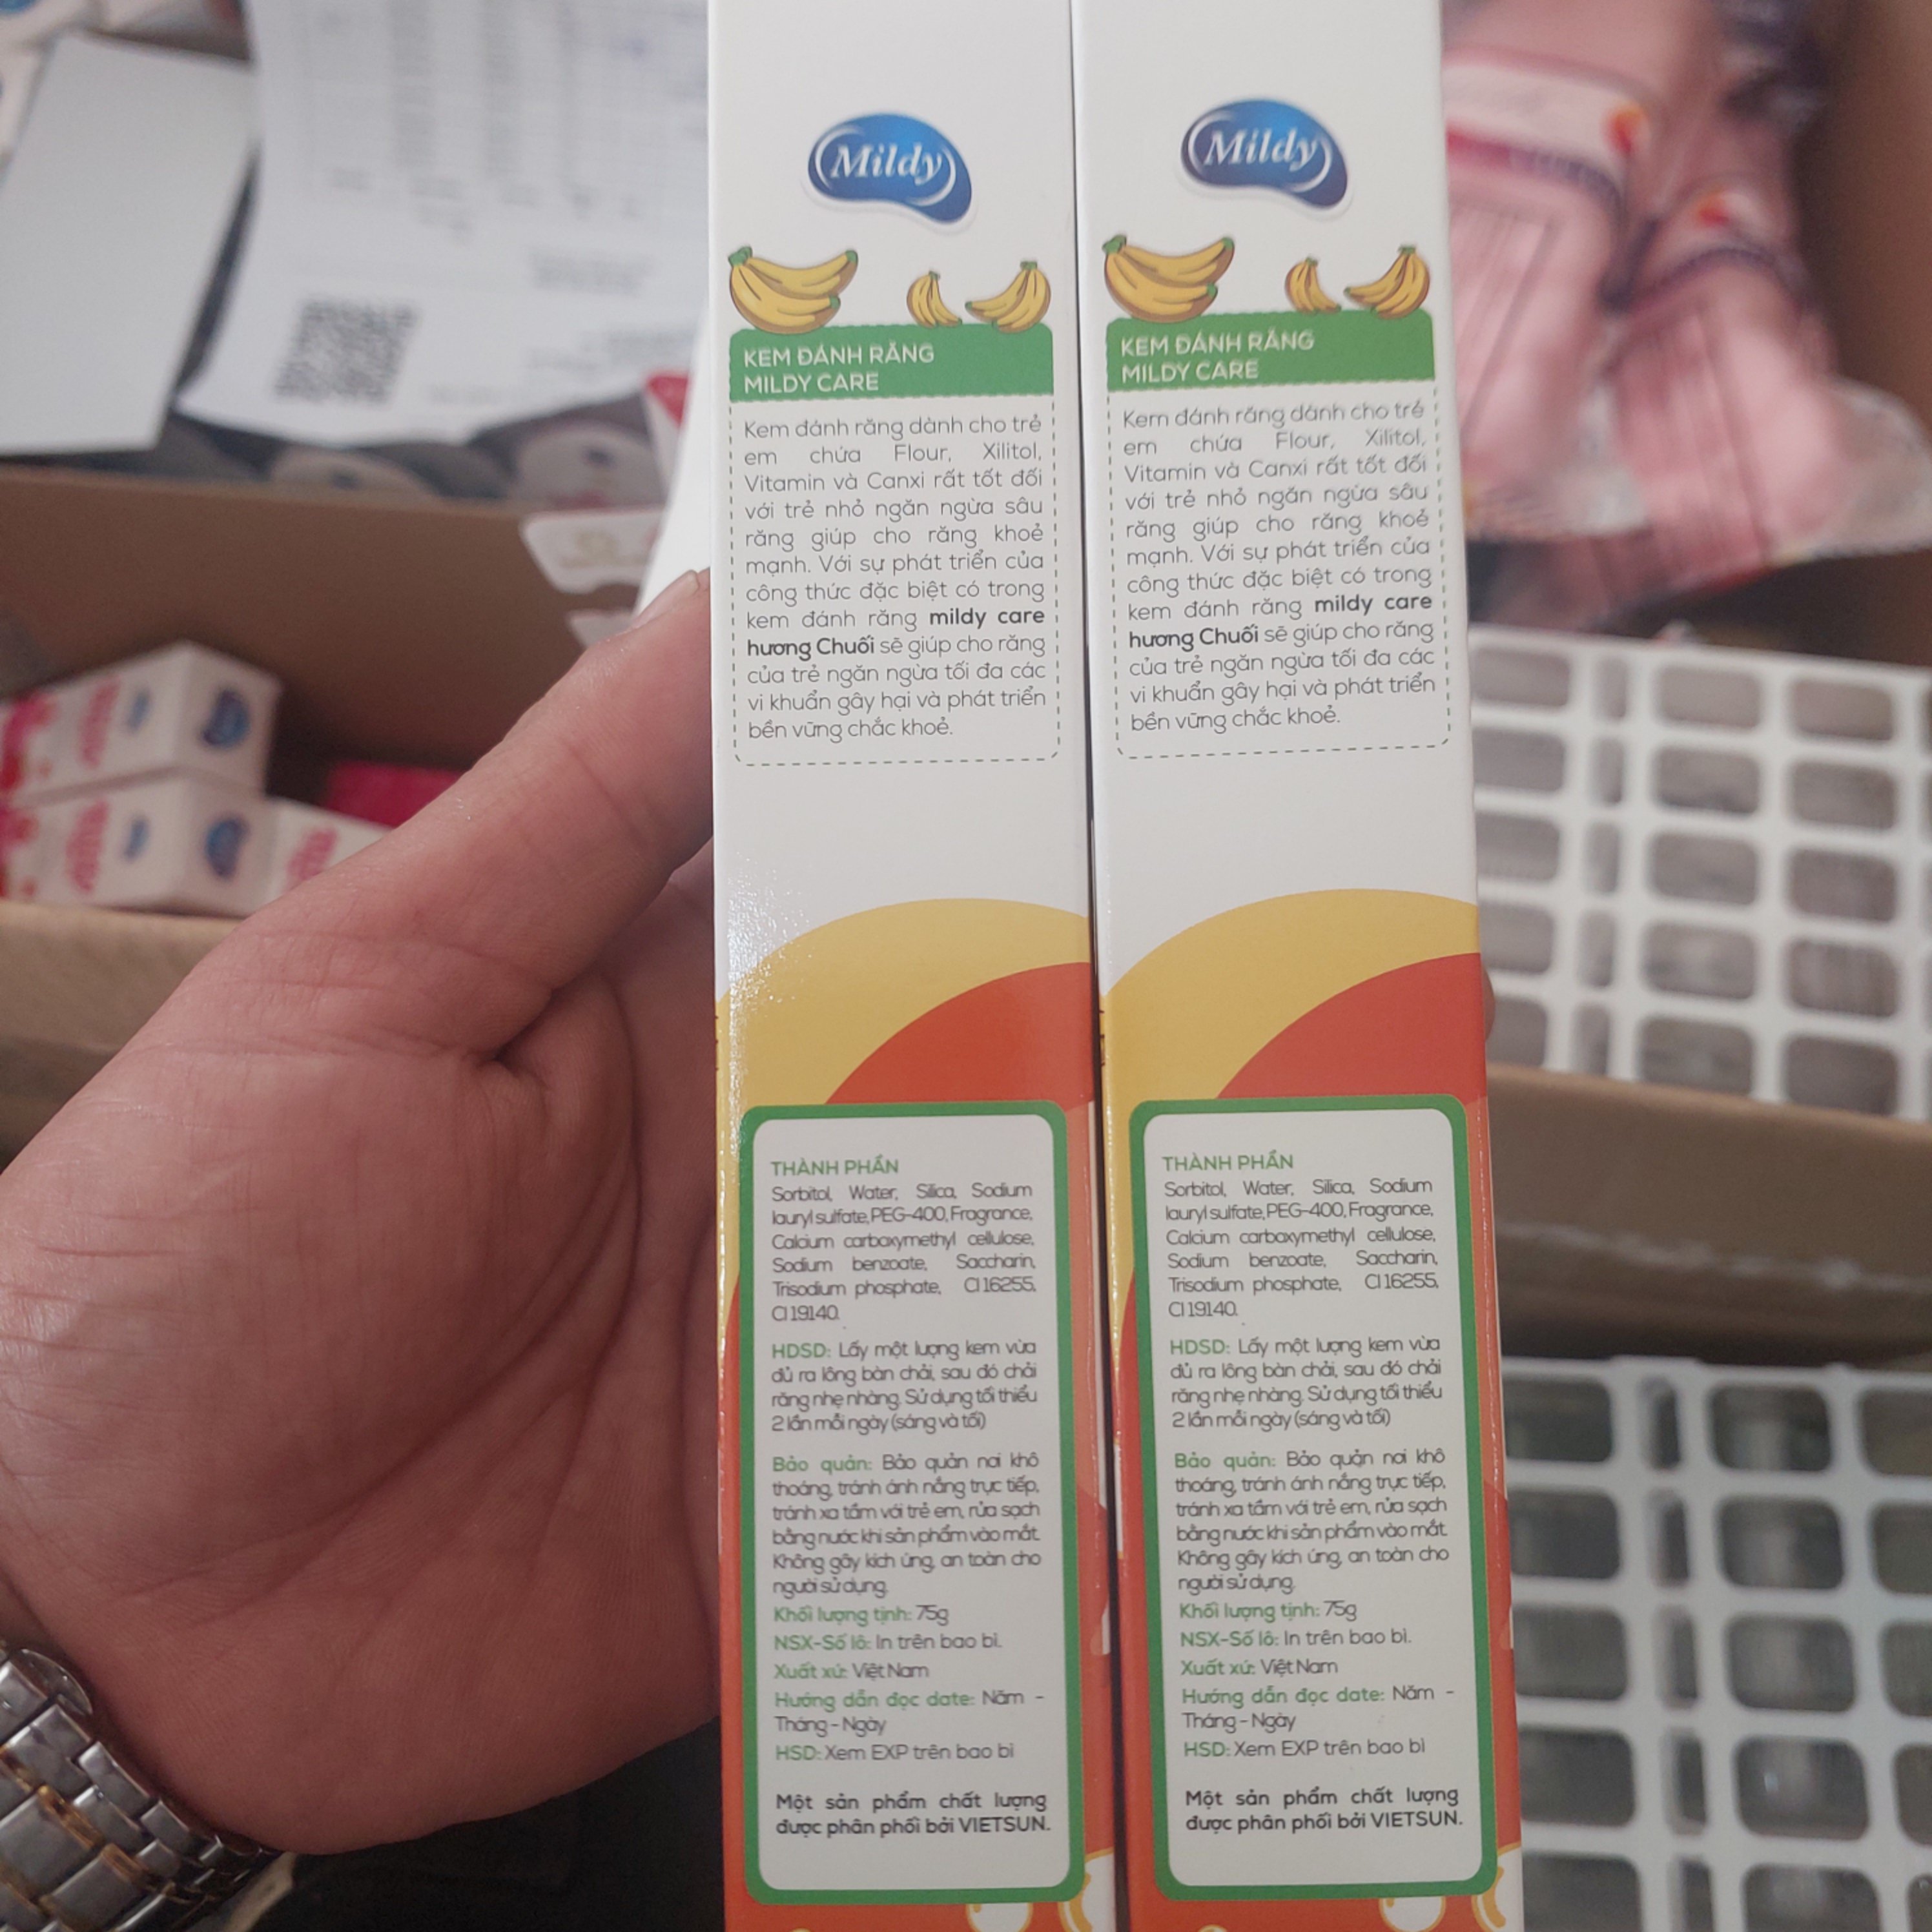 Mildy
KEM ĐÁNH RĂNG
MILDY CARE
Kem đánh răng dành cho trẻ
em chứa Flour, Xilitol,
Vitamin và Canxi rất tốt đối
với trẻ nhỏ ngăn ngừa sâu
răng giúp cho răng khoẻ
mạnh. Với sự phát triển của
công thức đặc biệt có trong
kem đánh răng mildy care
hương Chuối sẽ giúp cho răng
của trẻ ngăn ngừa tối đa các
vi khuẩn gây hại và phát triển
bền vững chắc khoẻ.
THÀNH PHẦN
Sorbitol, Water, Silica, Sodium
lauryl sulfate, PEG-400, Fragrance,
Calcium carboxymethyl cellulose,
Sodium benzoate, Saccharin,
Trisodium phosphate, CI 16255,
CI 19140.
HDSD: Lấy một lượng kem vừa
đủ ra lông bàn chải, sau đó chải
răng nhẹ nhàng. Sử dụng tối thiểu
2 lần mỗi ngày (sáng và tối)
Bảo quản: Bảo quản nơi khô
thoáng, tránh ánh nắng trực tiếp,
tránh xa tầm với trẻ em, rửa sạch
bằng nước khi sản phẩm vào mắt.
Không gây kích ứng, an toàn cho
người sử dụng.
Khối lượng tịnh: 75g
NSX-Số lô: In trên bao bì.
Xuất xứ: Việt Nam
Hướng dẫn đọc date: Năm -
Tháng - Ngày
HSD: Xem EXP trên bao bì
Một sản phẩm chất lượng
được phân phối bởi VIETSUN.
Mildy
KEM ĐÁNH RĂNG
MILDY CARE
Kem đánh răng dành cho trẻ
em chứa Flour, Xilitol,
Vitamin và Canxi rất tốt đối
với trẻ nhỏ ngăn ngừa sâu
răng giúp cho răng khoẻ
mạnh. Với sự phát triển của
công thức đặc biệt có trong
kem đánh răng mildy care
hương Chuối sẽ giúp cho răng
của trẻ ngăn ngừa tối đa các
vi khuẩn gây hại và phát triển
bền vững chắc khoẻ.
THÀNH PHẦN
Sorbitol, Water, Silica, Sodium
lauryl sulfate, PEG-400, Fragrance,
Calcium carboxymethyl cellulose,
Sodium benzoate, Saccharin,
Trisodium phosphate, CI 16255,
CI 19140.
HDSD: Lấy một lượng kem vừa
đủ ra lông bàn chải, sau đó chải
răng nhẹ nhàng. Sử dụng tối thiểu
2 lần mỗi ngày (sáng và tối)
Bảo quản: Bảo quản nơi khô
thoáng, tránh ánh nắng trực tiếp,
tránh xa tầm với trẻ em, rửa sạch
bằng nước khi sản phẩm vào mắt.
Không gây kích ứng, an toàn cho
người sử dụng.
Khối lượng tịnh: 75g
NSX-Số lô: In trên bao bì.
Xuất xứ: Việt Nam
Hướng dẫn đọc date: Năm -
Tháng - Ngày
HSD: Xem EXP trên bao bì
Một sản phẩm chất lượng
được phân phối bởi VIETSUN.